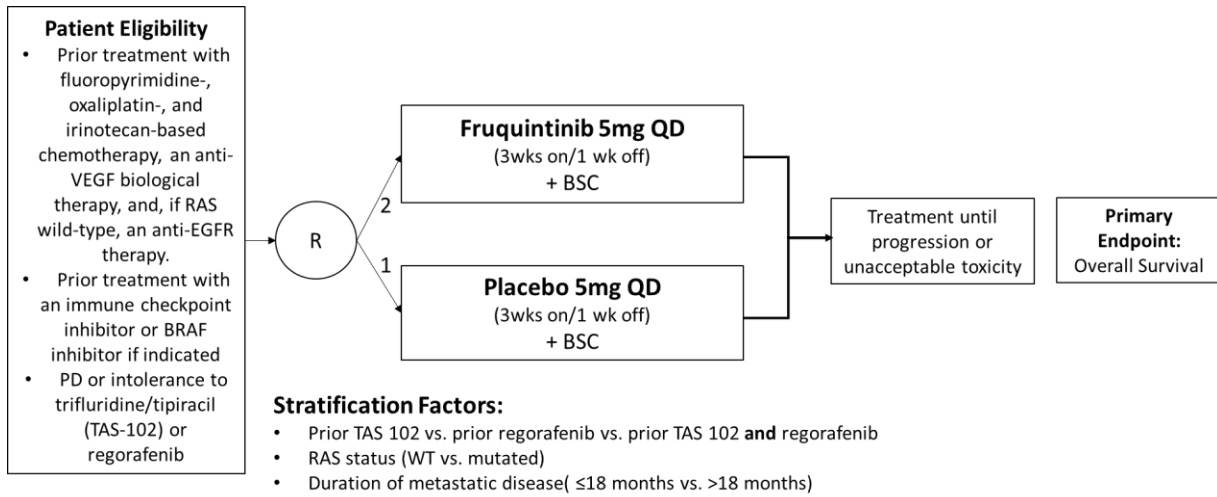 Patient Eligibility
• Prior treatment with
fluoropyrimidine-,
oxaliplatin-, and
irinotecan-based
chemotherapy, an anti-
VEGF biological
therapy, and, if RAS
wild-type, an anti-EGFR
therapy.
• Prior treatment with
an immune checkpoint
inhibitor or BRAF
inhibitor if indicated
• PD or intolerance to
trifluridine/tipiracil
(TAS-102) or
regorafenib
R
2
1
Fruquintinib 5mg QD
(3wks on/1 wk off)
+ BSC
Placebo 5mg QD
(3wks on/1 wk off)
+ BSC
Treatment until
progression or
unacceptable toxicity
Primary
Endpoint:
Overall Survival
Stratification Factors:
• Prior TAS 102 vs. prior regorafenib vs. prior TAS 102 and regorafenib
• RAS status (WT vs. mutated)
• Duration of metastatic disease( ≤18 months vs. >18 months)